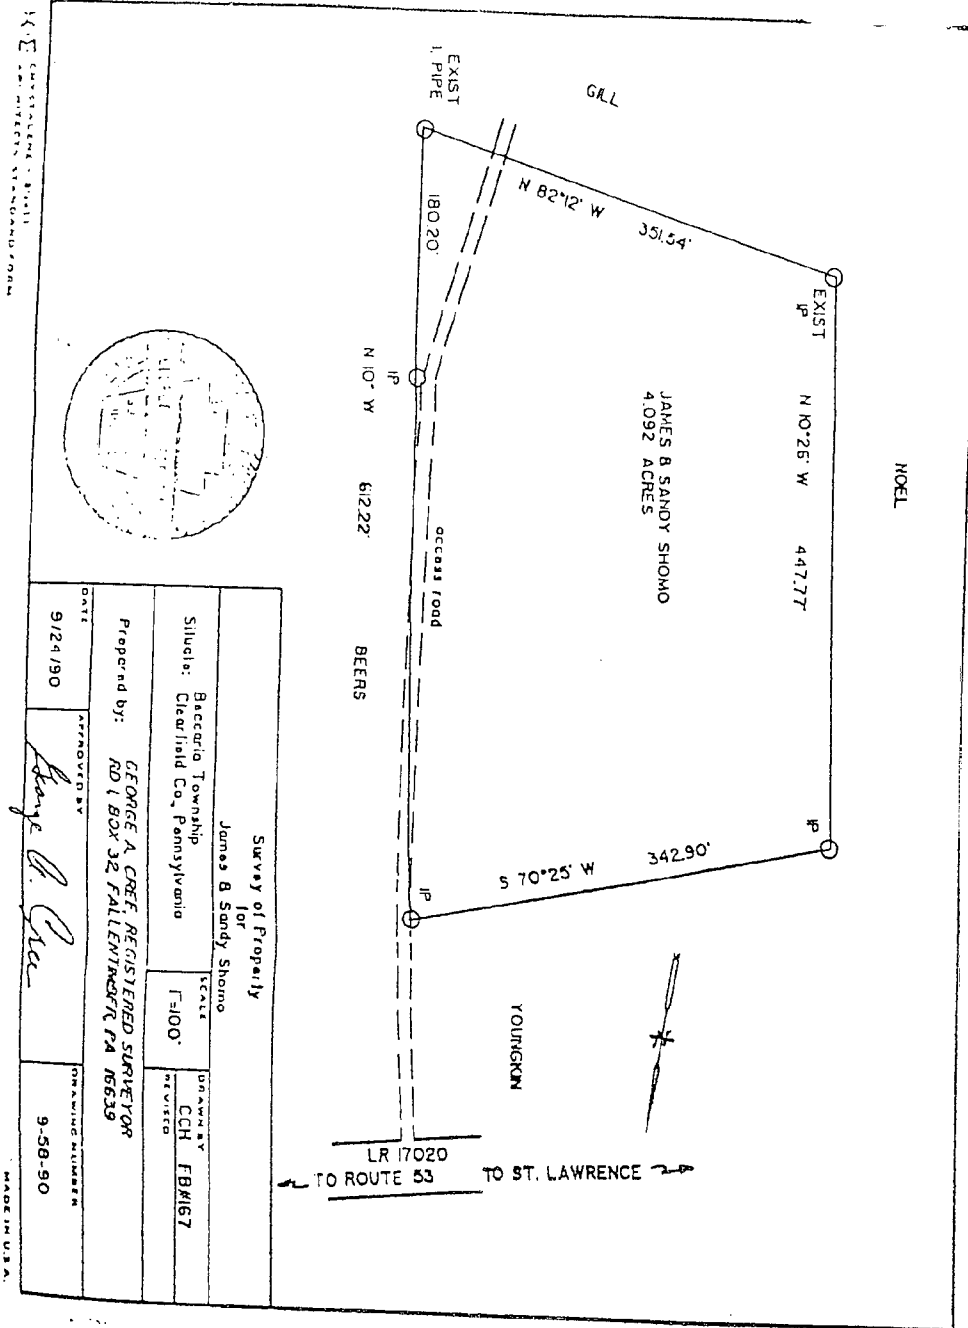 NOEL
GILL
EXIST
I. PIPE
N 82°12' W 351.54'
EXIST
IP
N 10°26' W 447.77'
180.20'
IP
JAMES & SANDY SHOMO
4.092 ACRES
N 10° W 612.22'
access road
BEERS
IP
S 70°25' W 342.90'
IP
YOUNGKIN
LR 17020
TO ROUTE 53
TO ST. LAWRENCE
Survey of Property
for
James & Sandy Shomo
Situate: Beccaria Township
Clearfield Co., Pennsylvania
SCALE
1"=100'
DRAWN BY
CCH FB#167
REVISED
Prepared by: GEORGE A. CREE, REGISTERED SURVEYOR
RD 1, BOX 32, FALLENTIMBER, PA 16639
DATE
9/24/90
APPROVED BY
George A. Cree
DRAWING NUMBER
9-58-90
MADE IN U.S.A.